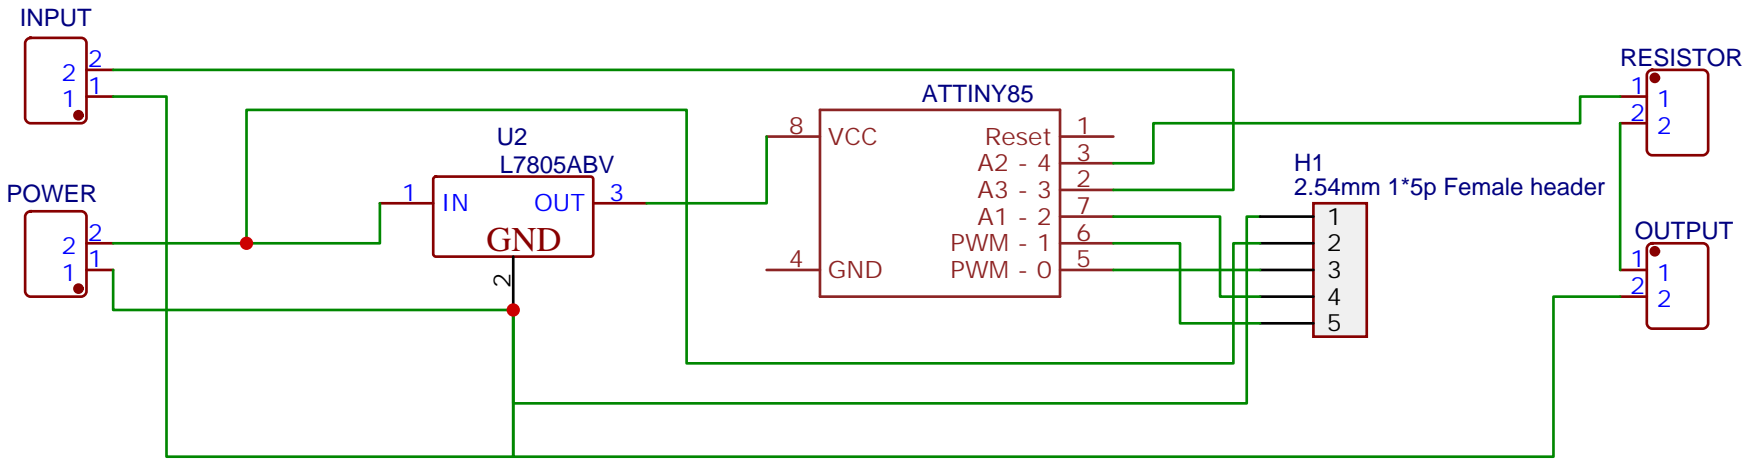 INPUT
2
2
1
1
POWER
2
2
1
1
U2
L7805ABV
1
IN
OUT
3
GND
2
ATTINY85
8
VCC
Reset
1
A2 - 4
3
A3 - 3
2
A1 - 2
7
PWM - 1
6
4
GND
PWM - 0
5
H1
2.54mm 1*5p Female header
1
2
3
4
5
RESISTOR
1
1
2
2
OUTPUT
1
1
2
2